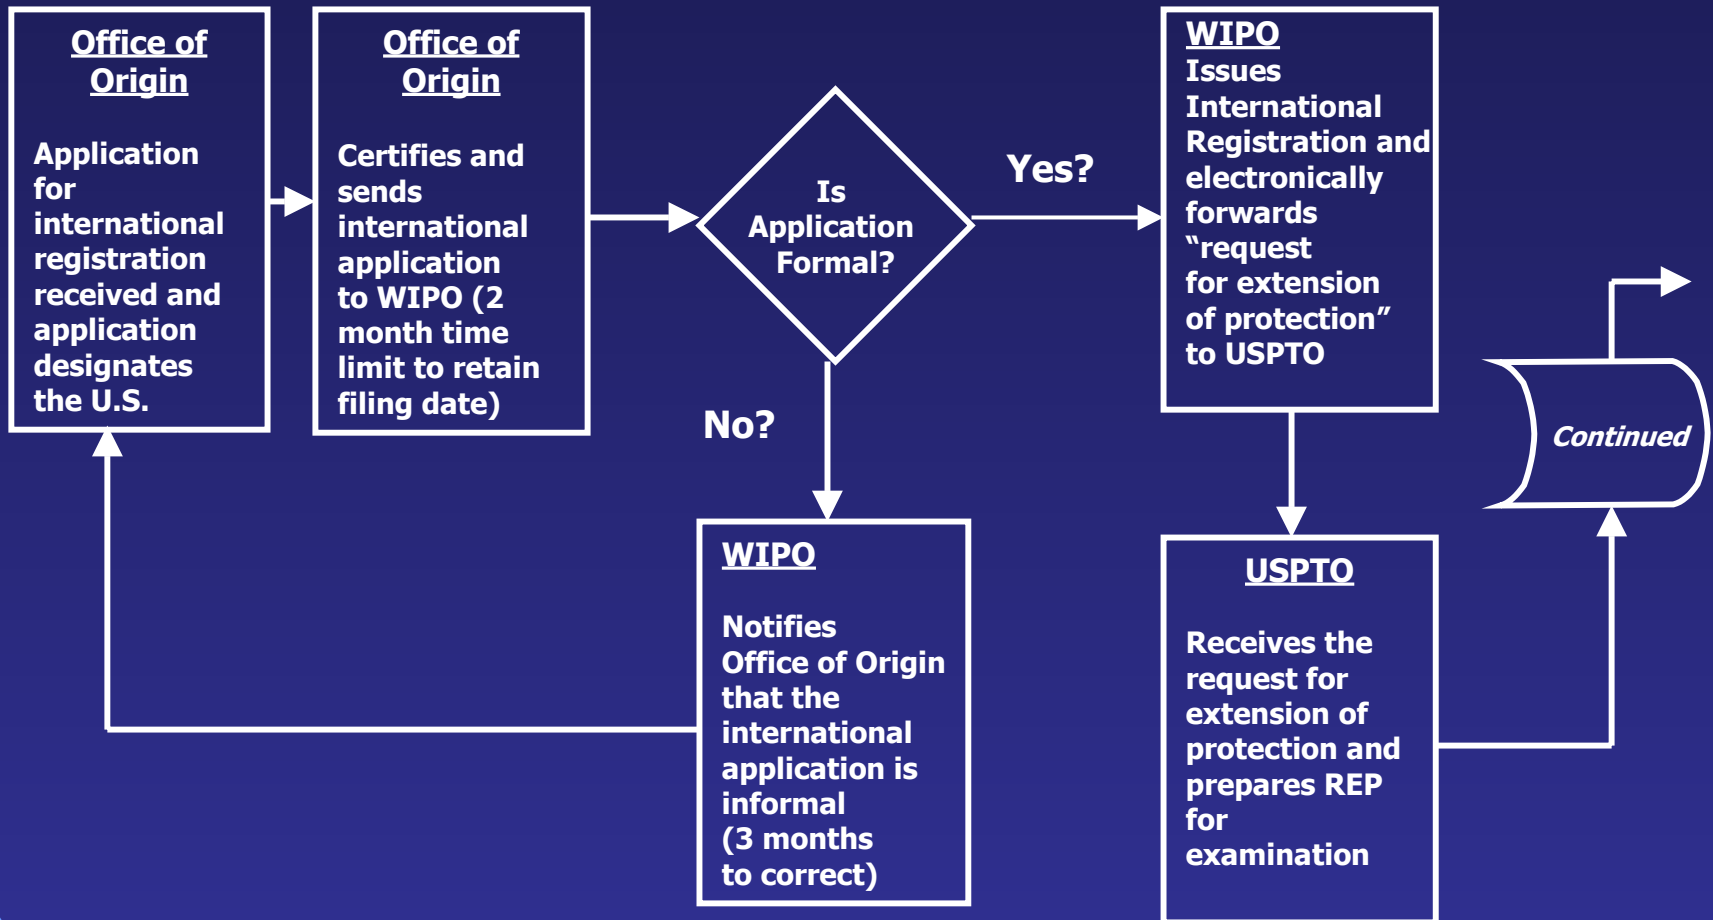 Office of
Origin
Application
for
international
registration
received and
application
designates
the U.S.
Office of
Origin
Certifies and
sends
international
application
to WIPO (2
month time
limit to retain
filing date)
Is
Application
Formal?
Yes?
No?
WIPO
Issues
International
Registration and
electronically
forwards
“request
for extension
of protection”
to USPTO
WIPO
Notifies
Office of Origin
that the
international
application is
informal
(3 months
to correct)
USPTO
Receives the
request for
extension of
protection and
prepares REP
for
examination
Continued